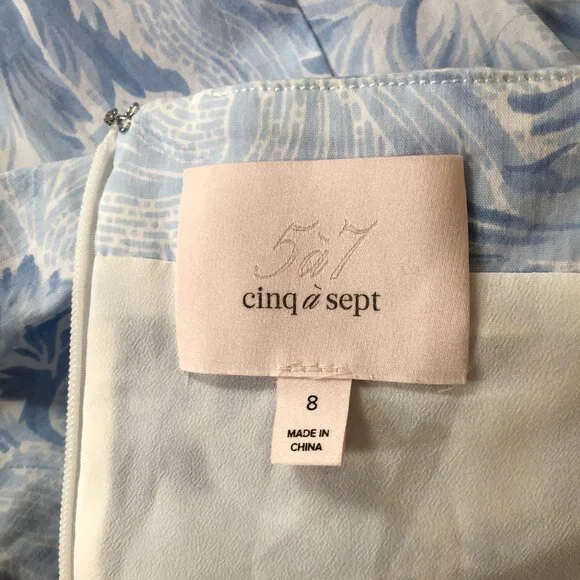 5à7
cinq à sept
8
MADE IN
CHINA